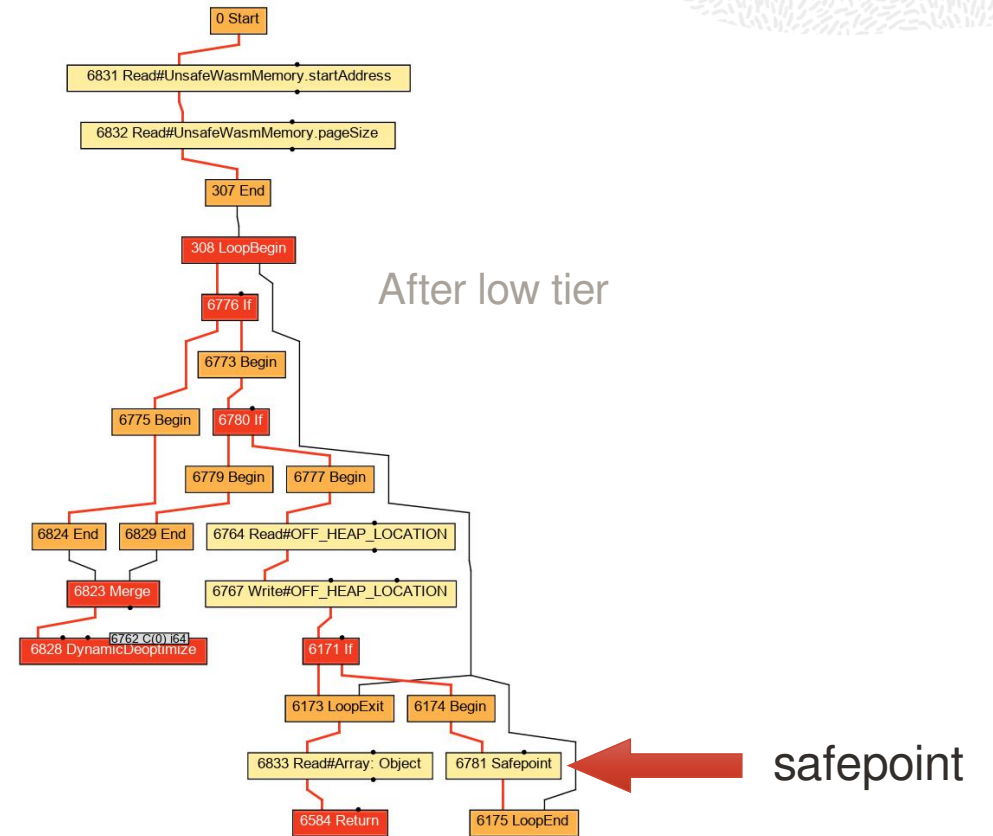 0 Start
6831 Read#UnsafeWasmMemory.startAddress
6832 Read#UnsafeWasmMemory.pageSize
307 End
308 LoopBegin
After low tier
6776 If
6773 Begin
6775 Begin
6780 If
6779 Begin
6777 Begin
6824 End
6829 End
6764 Read#OFF_HEAP_LOCATION
6767 Write#OFF_HEAP_LOCATION
6823 Merge
6762 C(0) i64
6828 DynamicDeoptimize
6171 If
6173 LoopExit
6174 Begin
6833 Read#Array: Object
6781 Safepoint
safepoint
6584 Return
6175 LoopEnd